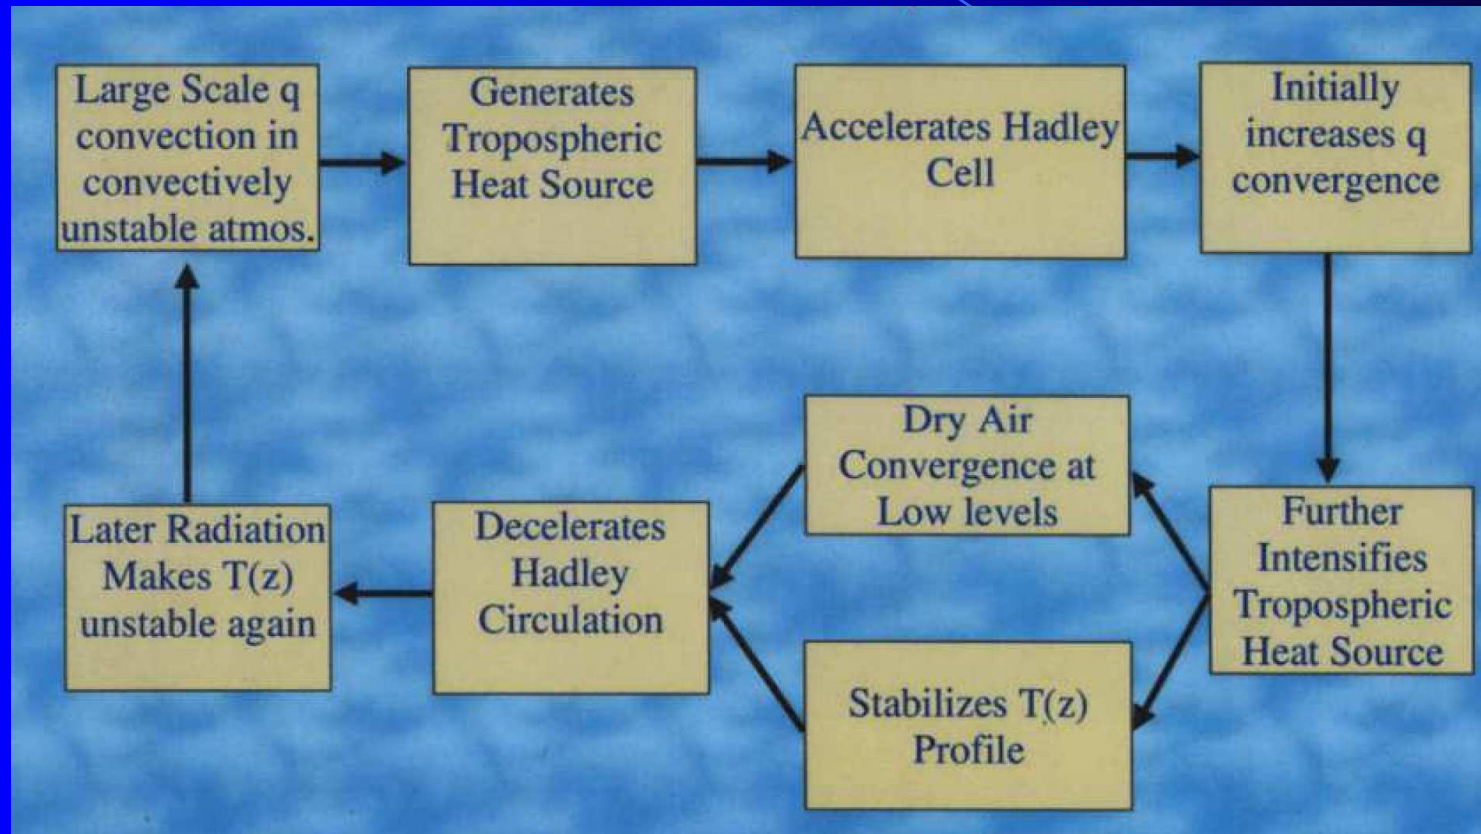 Large Scale q
convection in
convectively
unstable atmos.
Generates
Tropospheric
Heat Source
Accelerates Hadley
Cell
Initially
increases q
convergence
Further
Intensifies
Tropospheric
Heat Source
Dry Air
Convergence at
Low levels
Stabilizes T(z)
Profile
Decelerates
Hadley
Circulation
Later Radiation
Makes T(z)
unstable again